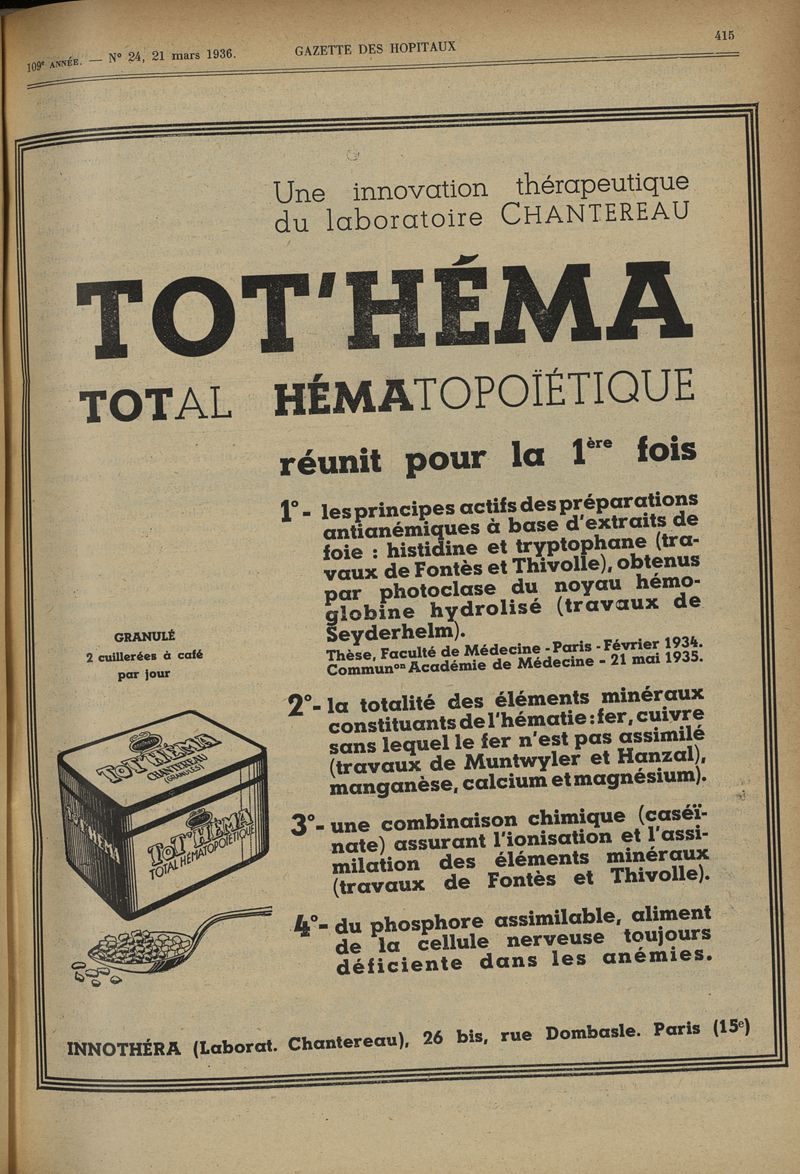 109e ANNÉE. — N° 24, 21 mars 1936.
GAZETTE DES HOPITAUX
415
Une innovation thérapeutique
du laboratoire CHANTEREAU
TOT'HÉMA
TOTAL HÉMATOPOÏÉTIQUE
réunit pour la 1ère fois
1°- les principes actifs des préparations
antianémiques à base d'extraits de
foie : histidine et tryptophane (tra-
vaux de Fontès et Thivolle), obtenus
par photoclase du noyau hémo-
globine hydrolisé (travaux de
Seyderhelm).
Thèse, Faculté de Médecine - Paris - Février 1934.
Communon Académie de Médecine - 21 mai 1935.
GRANULÉ
2 cuillerées à café
par jour
2°- la totalité des éléments minéraux
constituants de l'hématie : fer, cuivre
sans lequel le fer n'est pas assimilé
(travaux de Muntwyler et Hanzal),
manganèse, calcium et magnésium).
TOT'HÉMA
CHANTEREAU
(GRANULÉS)
TOT'HÉMA
TOT'HÉMA
TOTAL HÉMATOPOÏÉTIQUE
3°- une combinaison chimique (caséï-
nate) assurant l'ionisation et l'assi-
milation des éléments minéraux
(travaux de Fontès et Thivolle).
4°- du phosphore assimilable, aliment
de la cellule nerveuse toujours
déficiente dans les anémies.
INNOTHÉRA (Laborat. Chantereau), 26 bis, rue Dombasle. Paris (15e)